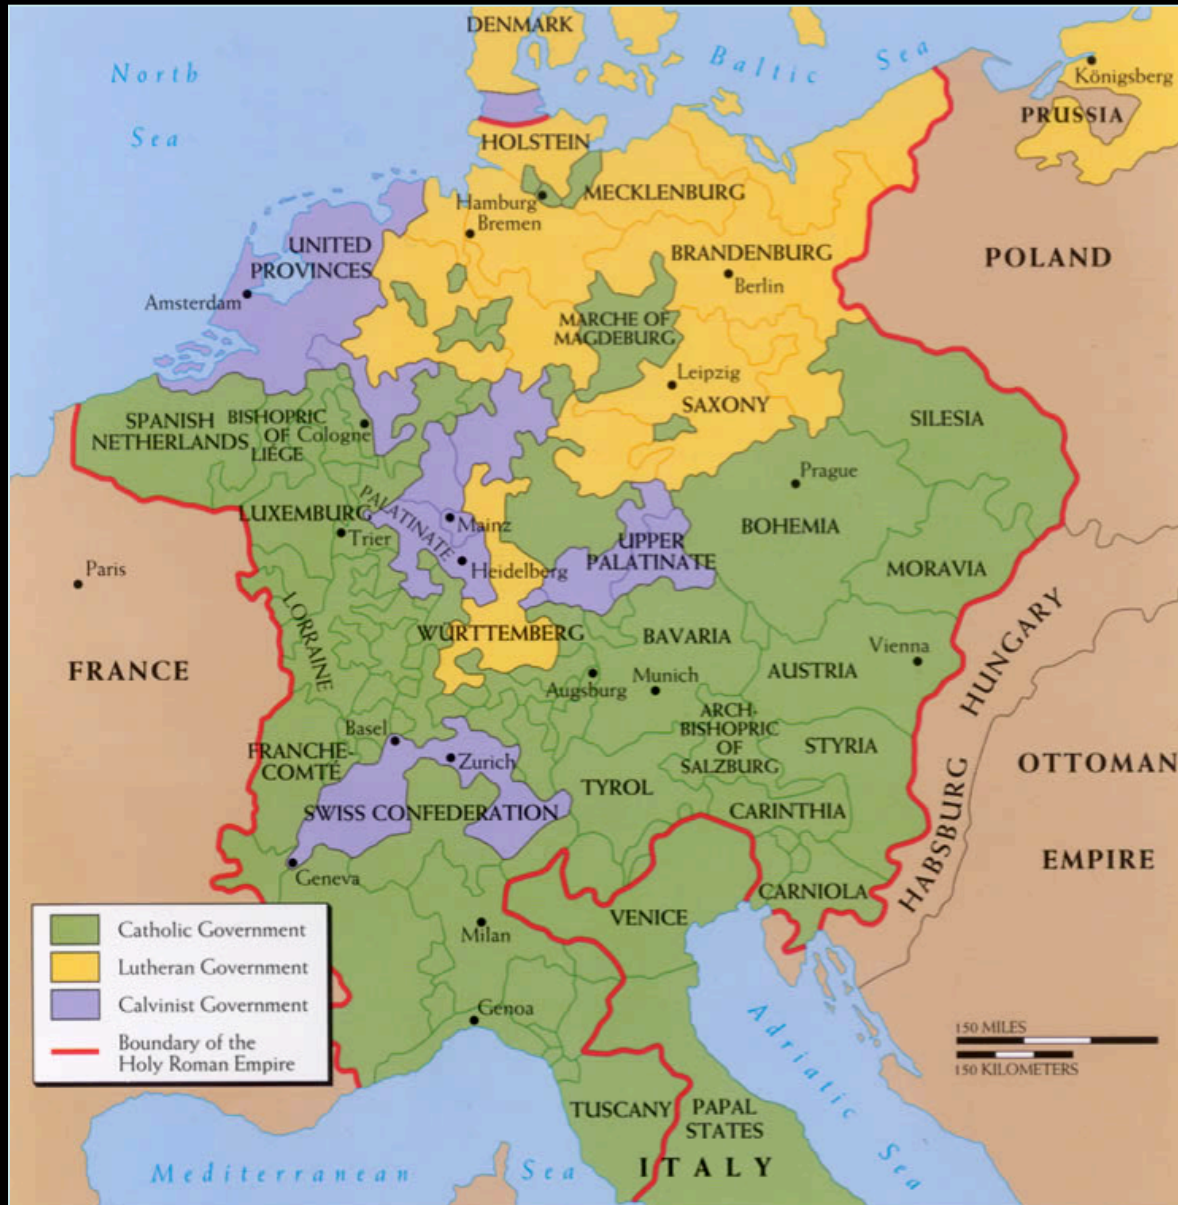 DENMARK
North
Sea
Baltic Sea
Königsberg
PRUSSIA
HOLSTEIN
MECKLENBURG
Hamburg
Bremen
UNITED
PROVINCES
BRANDENBURG
Berlin
POLAND
Amsterdam
MARCHE OF
MAGDEBURG
Leipzig
SAXONY
SPANISH
NETHERLANDS
BISHOPRIC
OF
LIÉGE
Cologne
SILESIA
Prague
LUXEMBURG
PALATINATE
Mainz
Trier
BOHEMIA
UPPER
PALATINATE
Heidelberg
MORAVIA
Paris
LORRAINE
WÜRTTEMBERG
BAVARIA
Vienna
FRANCE
Augsburg
Munich
AUSTRIA
HABSBURG HUNGARY
ARCH-
BISHOPRIC
OF
SALZBURG
Basel
FRANCHE-
COMTÉ
Zurich
STYRIA
OTTOMAN
EMPIRE
TYROL
SWISS CONFEDERATION
CARINTHIA
Geneva
CARNIOLA
VENICE
Milan
Genoa
Catholic Government
Lutheran Government
Calvinist Government
Boundary of the
Holy Roman Empire
Adriatic Sea
150 MILES
150 KILOMETERS
TUSCANY
PAPAL
STATES
ITALY
Mediterranean Sea